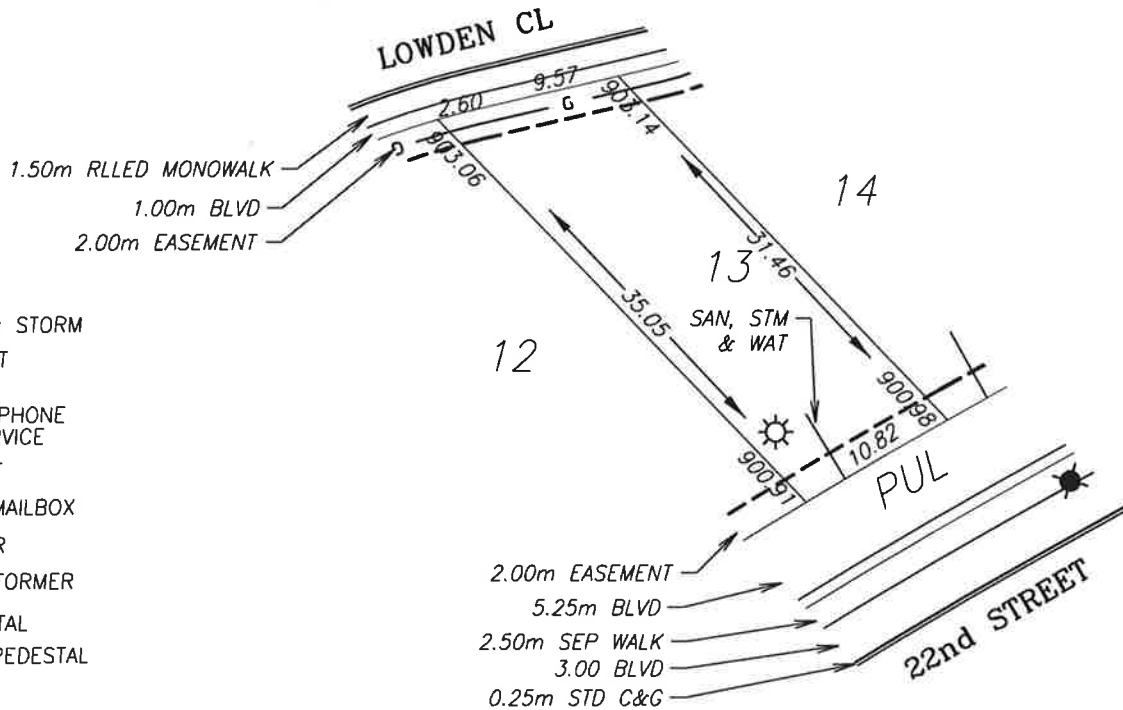 LOWDEN CL
9.57
2.60
G
903.14
903.06
1.50m RLLED MONOWALK
1.00m BLVD
2.00m EASEMENT
14
31.46
13
35.05
SAN, STM
& WAT
12
STORM
PHONE
VICE
MAILBOX
FORMER
TAL
PEDESTAL
900.98
10.82
900.91
PUL
2.00m EASEMENT
5.25m BLVD
2.50m SEP WALK
3.00 BLVD
0.25m STD C&G
22nd STREET